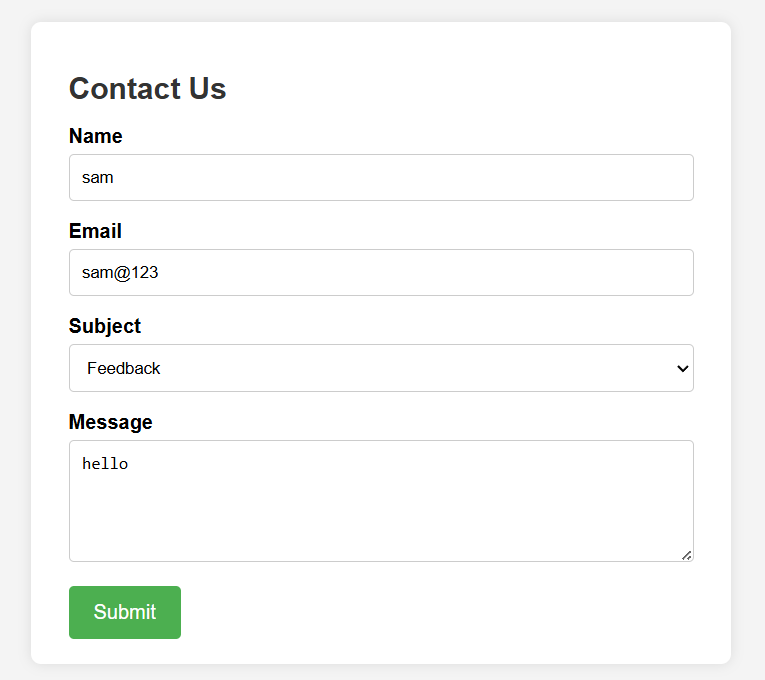 Contact Us
Name
sam
Email
sam@123
Subject
Feedback
Message
hello
Submit